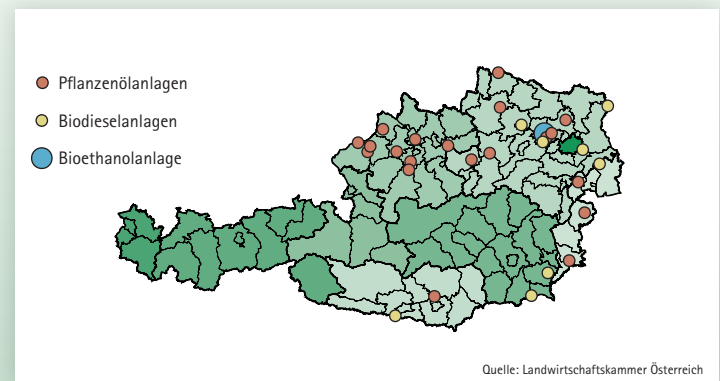 Pflanzenölanlagen
Biodieselanlagen
Bioethanolanlage
Quelle: Landwirtschaftskammer Österreich